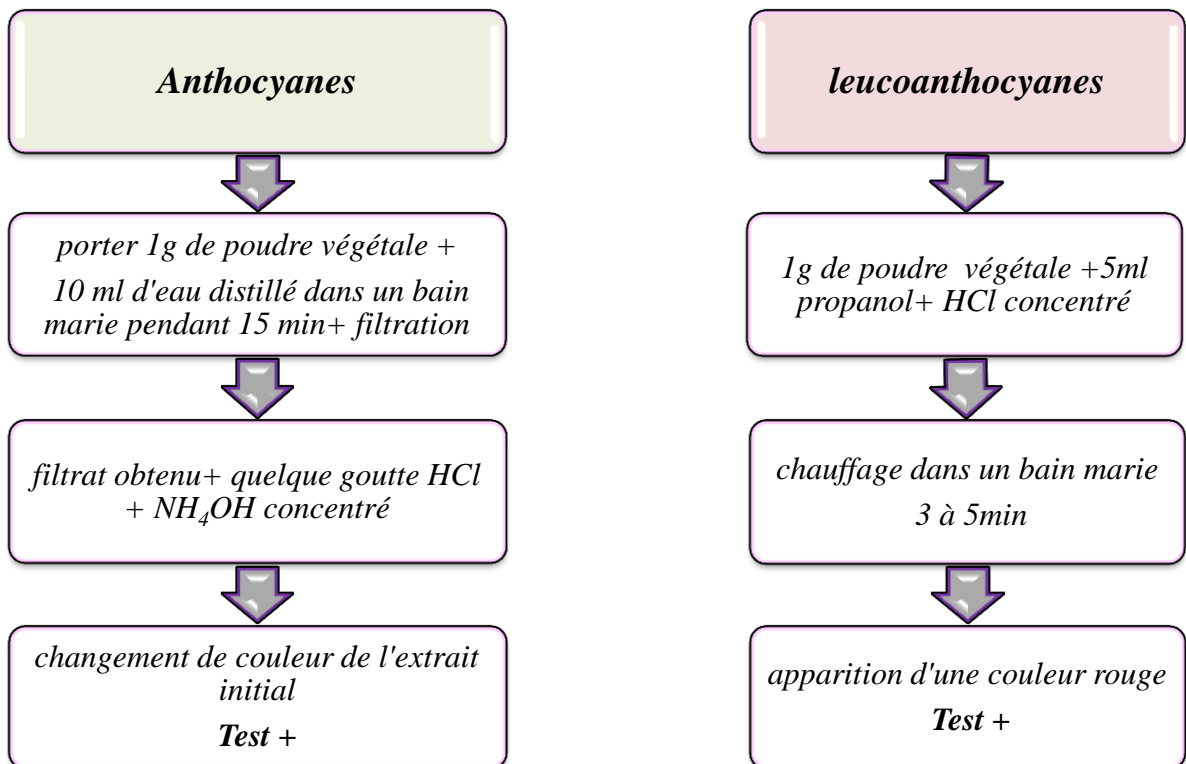 Anthocyanes
porter 1g de poudre végétale +
10 ml d'eau distillé dans un bain
marie pendant 15 min+ filtration
filtrat obtenu+ quelque goutte HCl
+ NH₄OH concentré
changement de couleur de l'extrait
initial
Test +
leucoanthocyanes
1g de poudre végétale +5ml
propanol+ HCl concentré
chauffage dans un bain marie
3 à 5min
apparition d'une couleur rouge
Test +